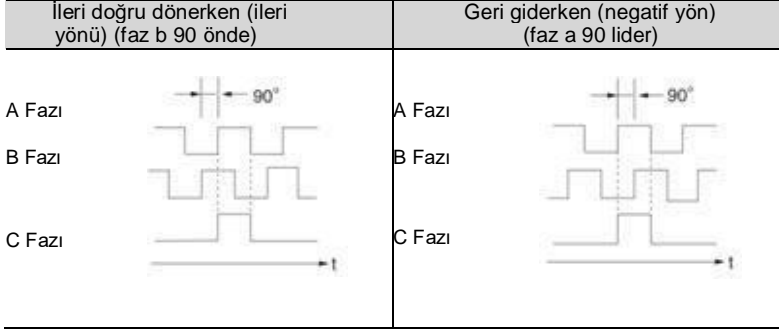 İleri doğru dönerken (ileri
yönü) (faz b 90 önde)
Geri giderken (negatif yön)
(faz a 90 lider)
90°
A Fazı
B Fazı
C Fazı
t
90°
A Fazı
B Fazı
C Fazı
t